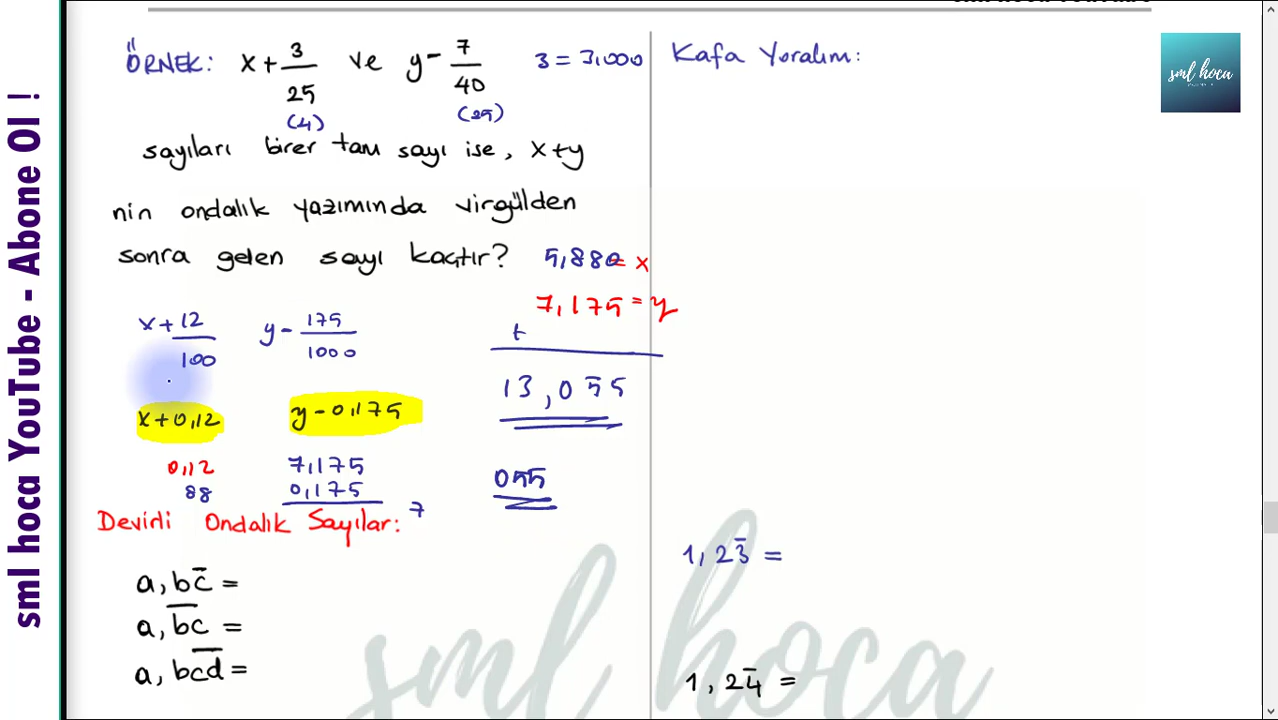 sml hoca YouTube - Abone Ol !
ÖRNEK: x + 3/25 ve y - 7/40 3 = 3,000
(4) (25)
sayıları birer tam sayı ise, x+y
nin ondalık yazımında virgülden
sonra gelen sayı kaçtır? 5,880 = x
7,175 = y
+
x + 12/100 y - 175/1000
13,055
x + 0,12 y - 0,175
0,12 7,175
88 0,175
7
055
Devirli Ondalık Sayılar:
a,bc̅ =
a,b̅c̅ =
a,bc̅d̅ =
Kafa Yoralım:
1,23̅ =
1,24̅ =
sml hoca
sml hoca